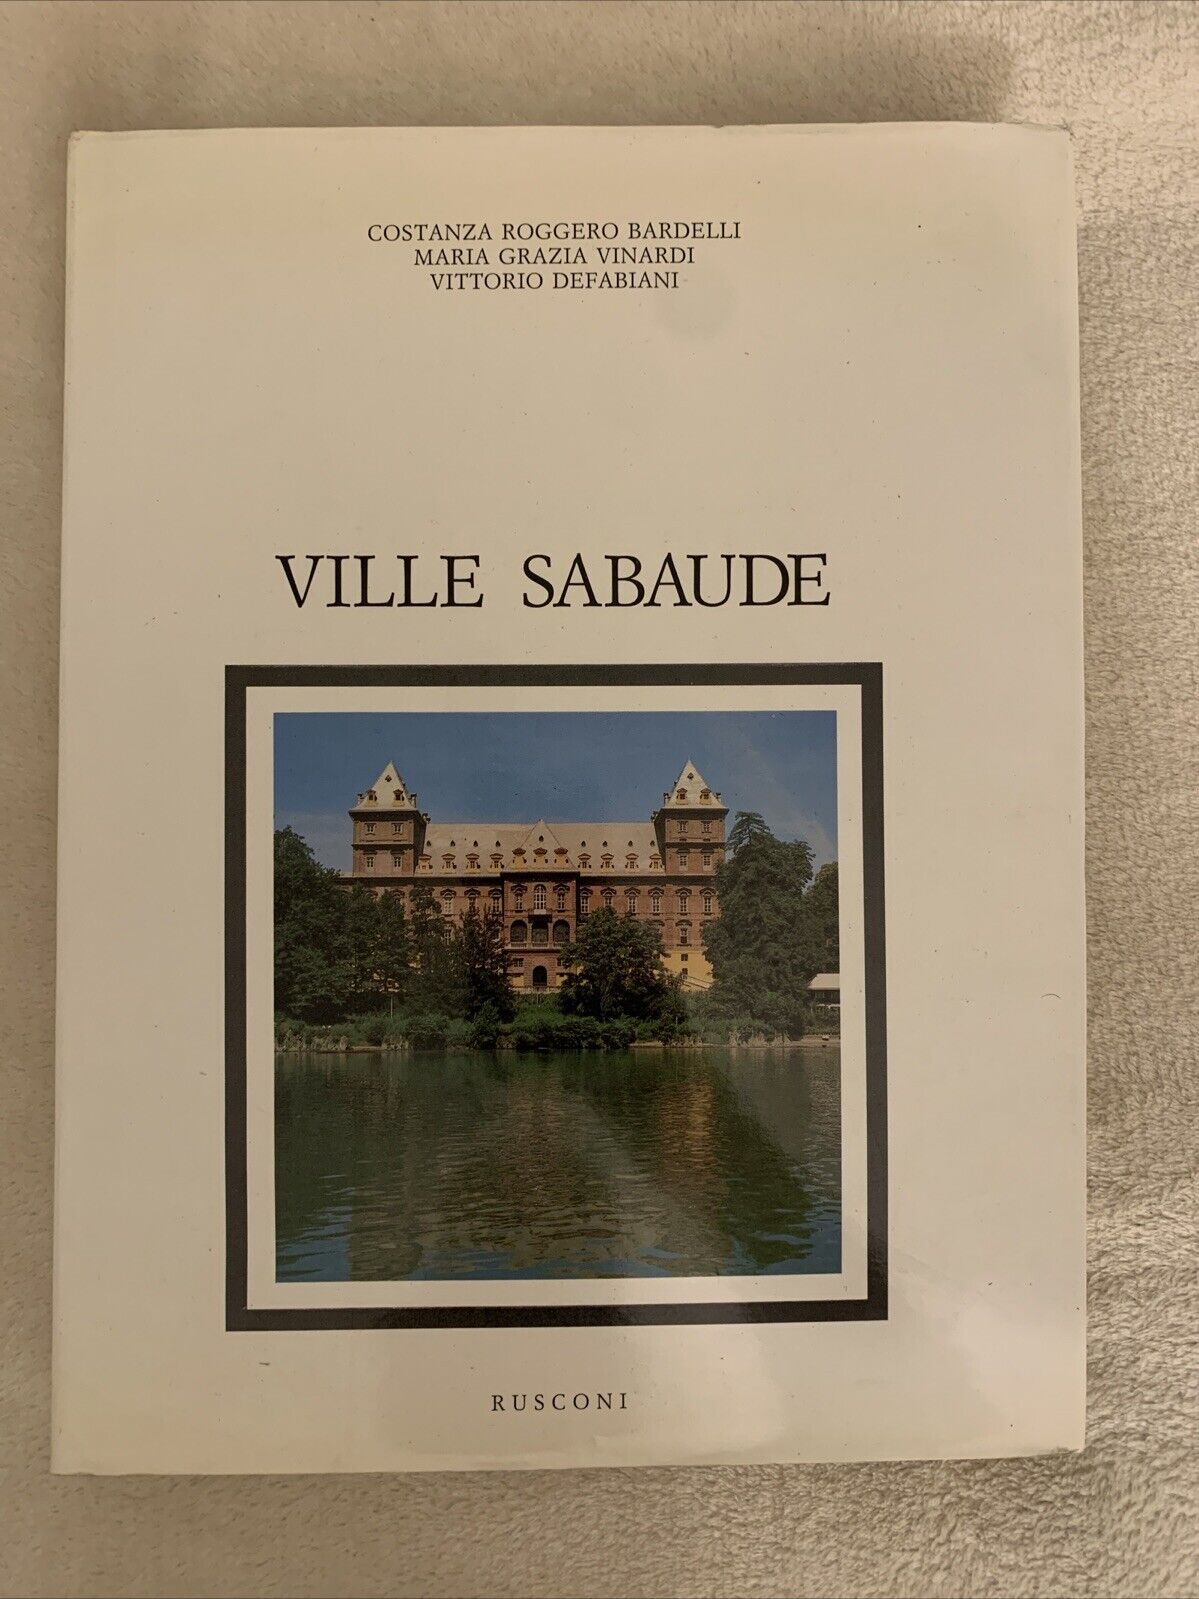 COSTANZA ROGGERO BARDELLI
MARIA GRAZIA VINARDI
VITTORIO DEFABIANI
VILLE SABAUDE
RUSCONI